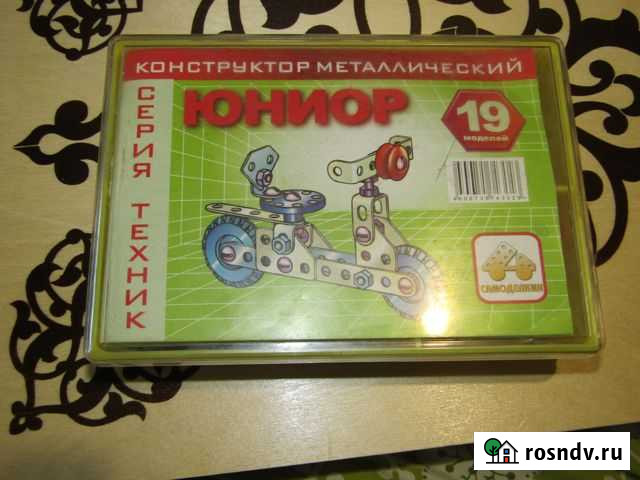 КОНСТРУКТОР МЕТАЛЛИЧЕСКИЙ
СЕРИЯ ТЕХНИК
ЮНИОР
19
моделей
САМОДЕЛКИН
rosndv.ru